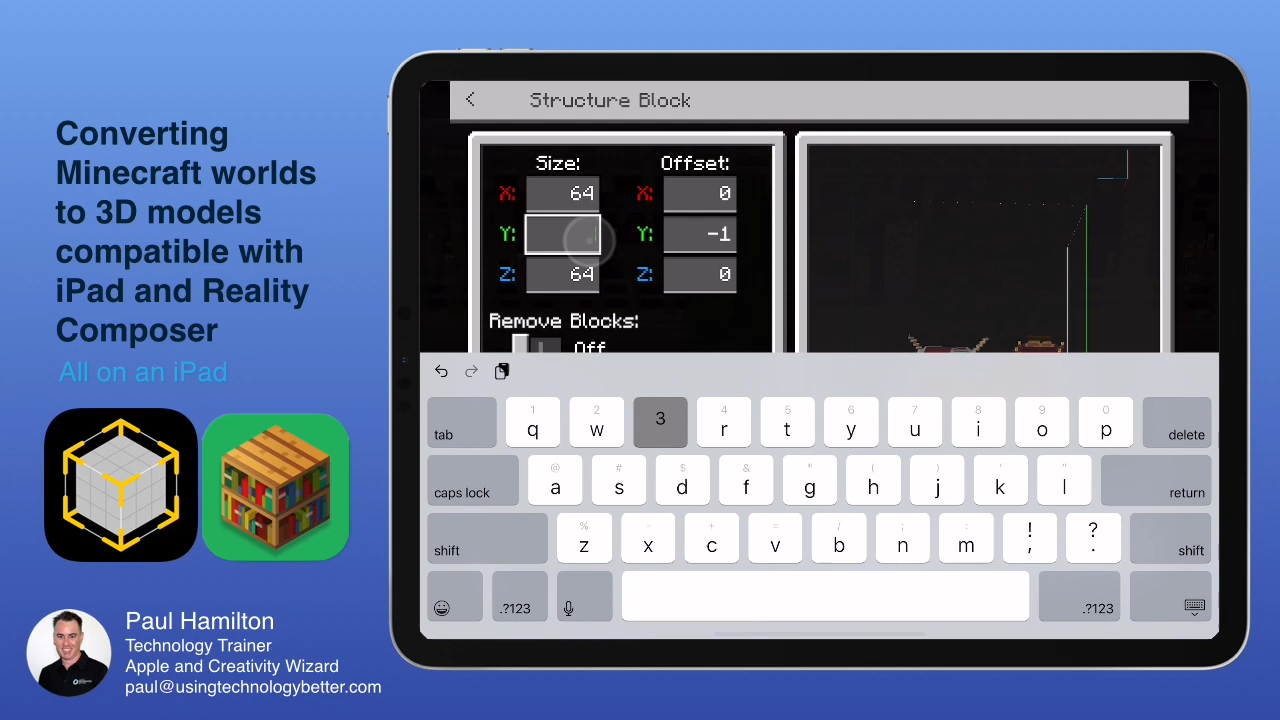 Converting
Minecraft worlds
to 3D models
compatible with
iPad and Reality
Composer
All on an iPad
Paul Hamilton
Technology Trainer
Apple and Creativity Wizard
paul@usingtechnologybetter.com
Structure Block
Size: Offset:
X: 64 X: 0
Y: Y: -1
Z: 64 Z: 0
Remove Blocks:
Off
1 2 3 4 5 6 7 8 9 0
tab q w r t y u i o p delete
@ # $ & * ( ) ' "
caps lock a s d f g h j k l return
% - + = / ; : ! ?
shift z x c v b n m , . shift
.?123 .?123